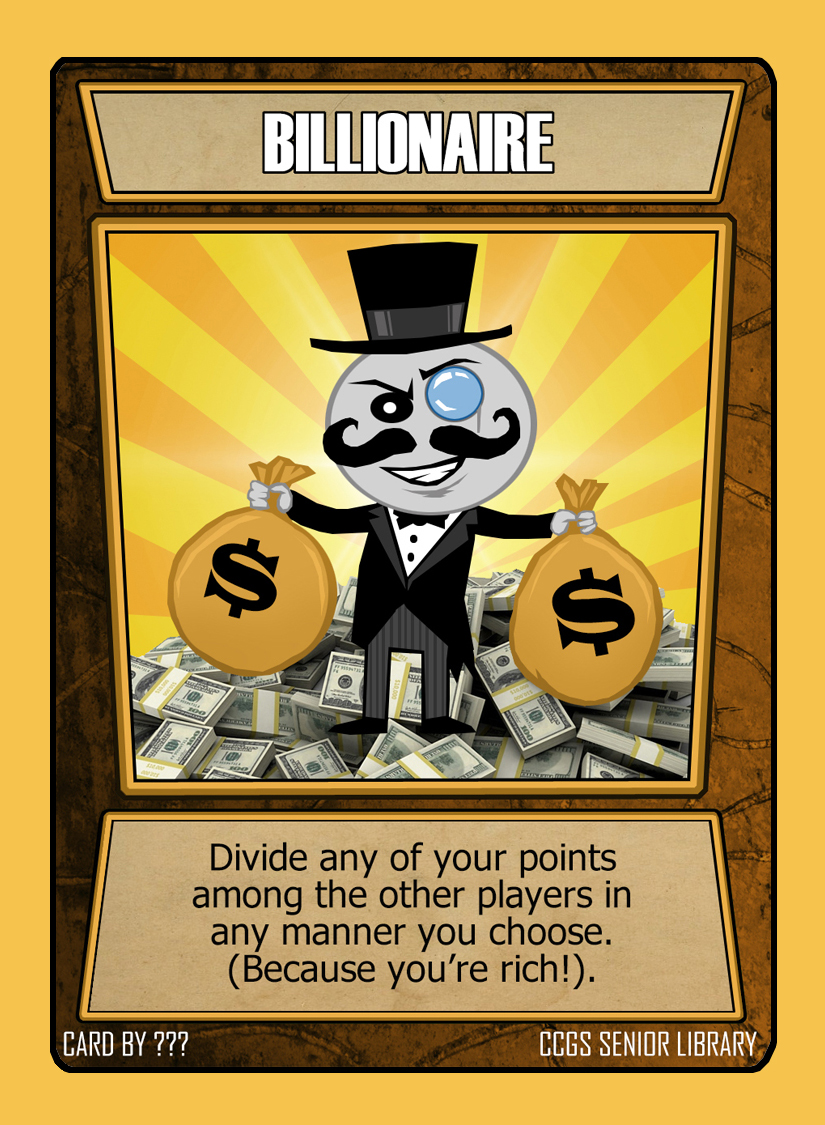 BILLIONAIRE
$ $
Divide any of your points
among the other players in
any manner you choose.
(Because you’re rich!).
CARD BY ???
CCGS SENIOR LIBRARY